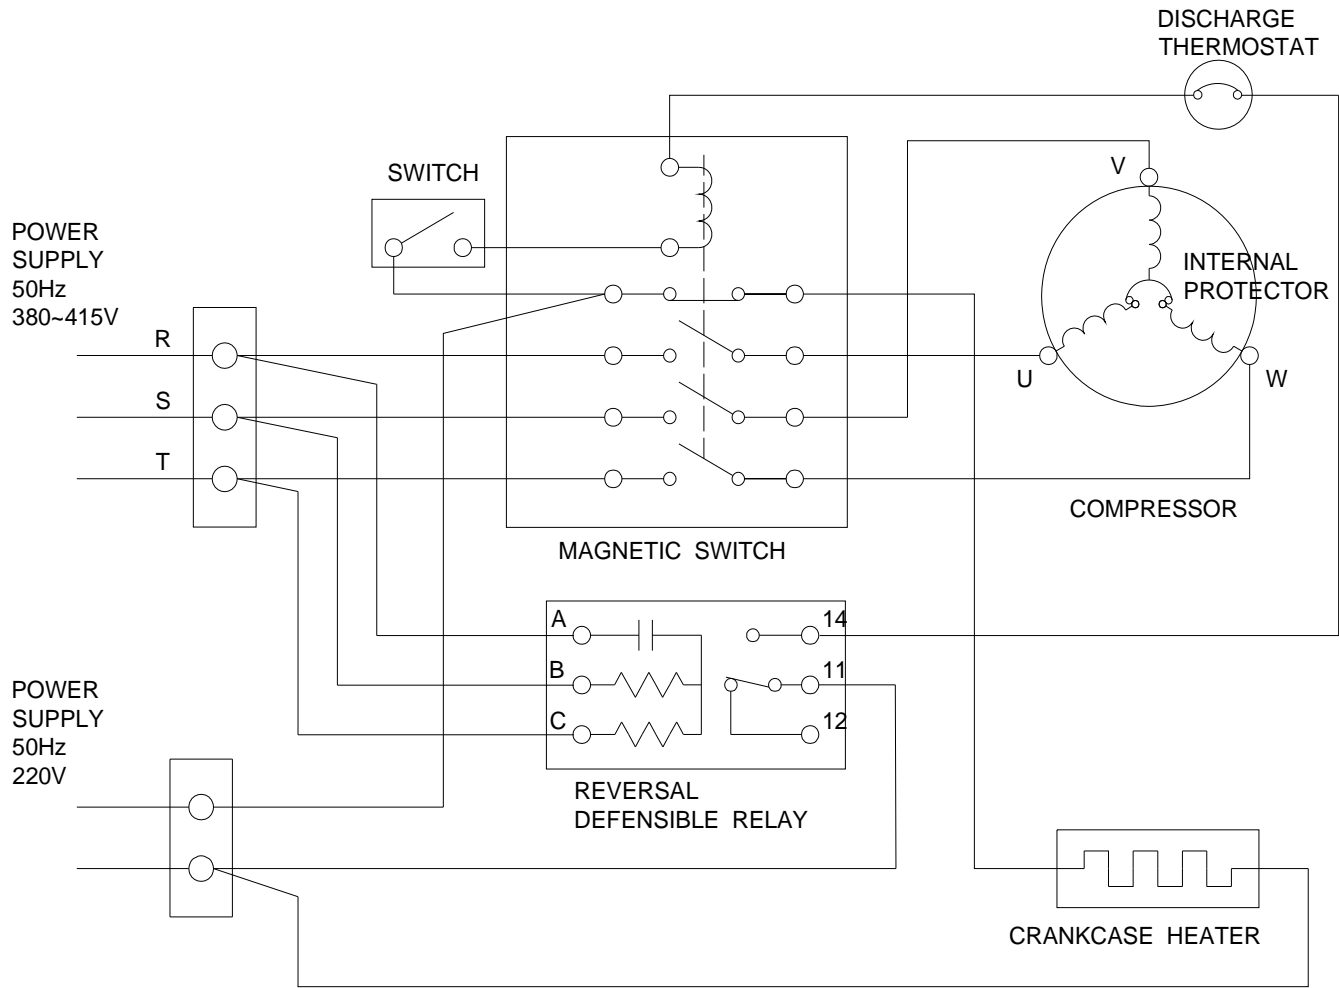 DISCHARGE
THERMOSTAT
SWITCH
V
POWER
SUPPLY
50Hz
380~415V
INTERNAL
PROTECTOR
R
S
T
U
W
COMPRESSOR
MAGNETIC SWITCH
A
B
C
14
11
12
POWER
SUPPLY
50Hz
220V
REVERSAL
DEFENSIBLE RELAY
CRANKCASE HEATER